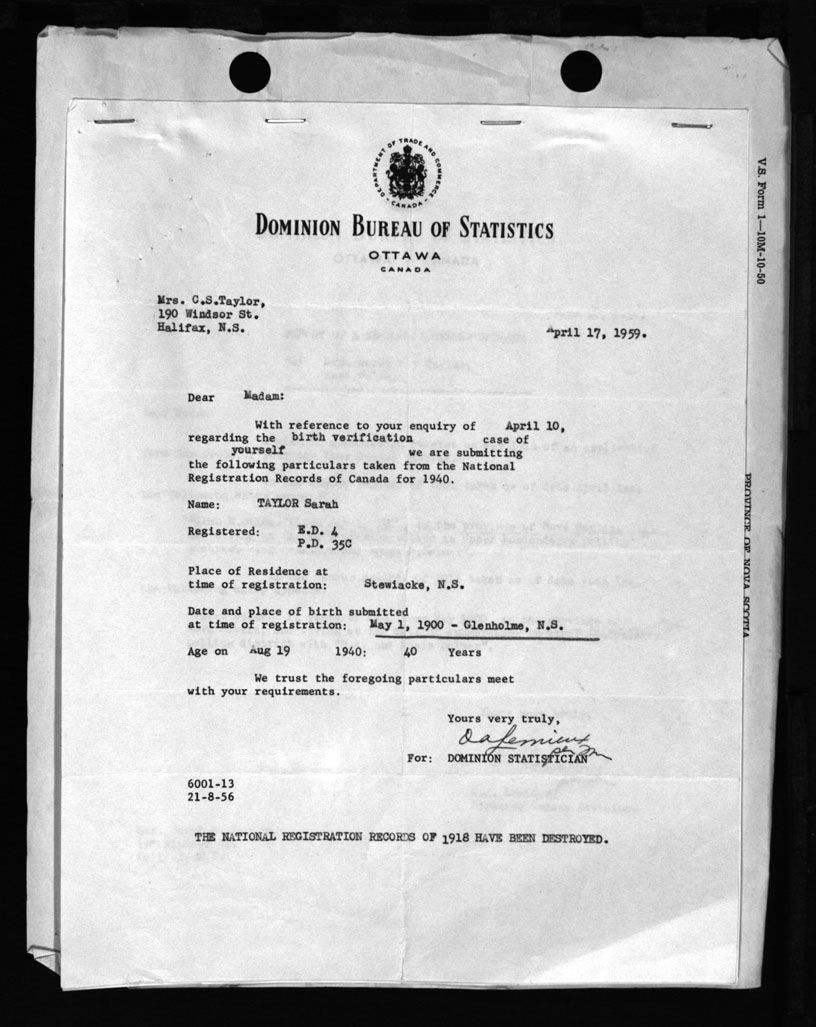 DEPARTMENT OF TRADE AND COMMERCE
CANADA
DOMINION BUREAU OF STATISTICS
OTTAWA
CANADA
Mrs. C.S.Taylor,
190 Windsor St.
Halifax, N.S.
April 17, 1959.
Dear Madam:
With reference to your enquiry of April 10,
regarding the birth verification case of
yourself we are submitting
the following particulars taken from the National
Registration Records of Canada for 1940.
Name: TAYLOR Sarah
Registered: E.D. 4
P.D. 35C
Place of Residence at
time of registration: Stewiacke, N.S.
Date and place of birth submitted
at time of registration: May 1, 1900 - Glenholme, N.S.
Age on Aug 19 1940: 40 Years
We trust the foregoing particulars meet
with your requirements.
Yours very truly,
For: DOMINION STATISTICIAN
6001-13
21-8-56
THE NATIONAL REGISTRATION RECORDS OF 1918 HAVE BEEN DESTROYED.
V.S. Form 1—10M-10-50
PROVINCE OF NOVA SCOTIA